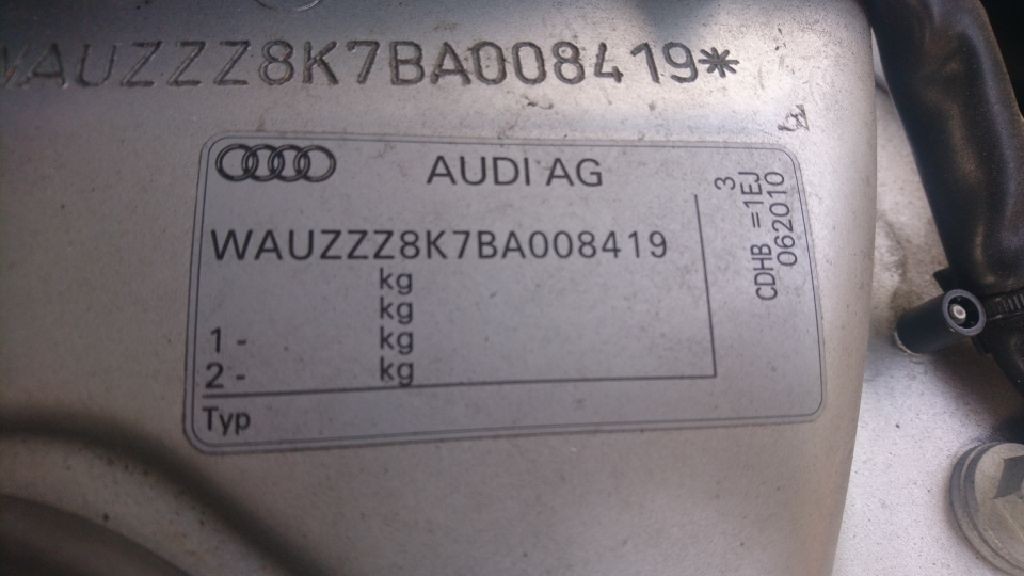 WAUZZZ8K7BA008419*
AUDI AG
WAUZZZ8K7BA008419
kg
kg
1 - kg
2 - kg
Typ
3
CDHB =1EJ
062010